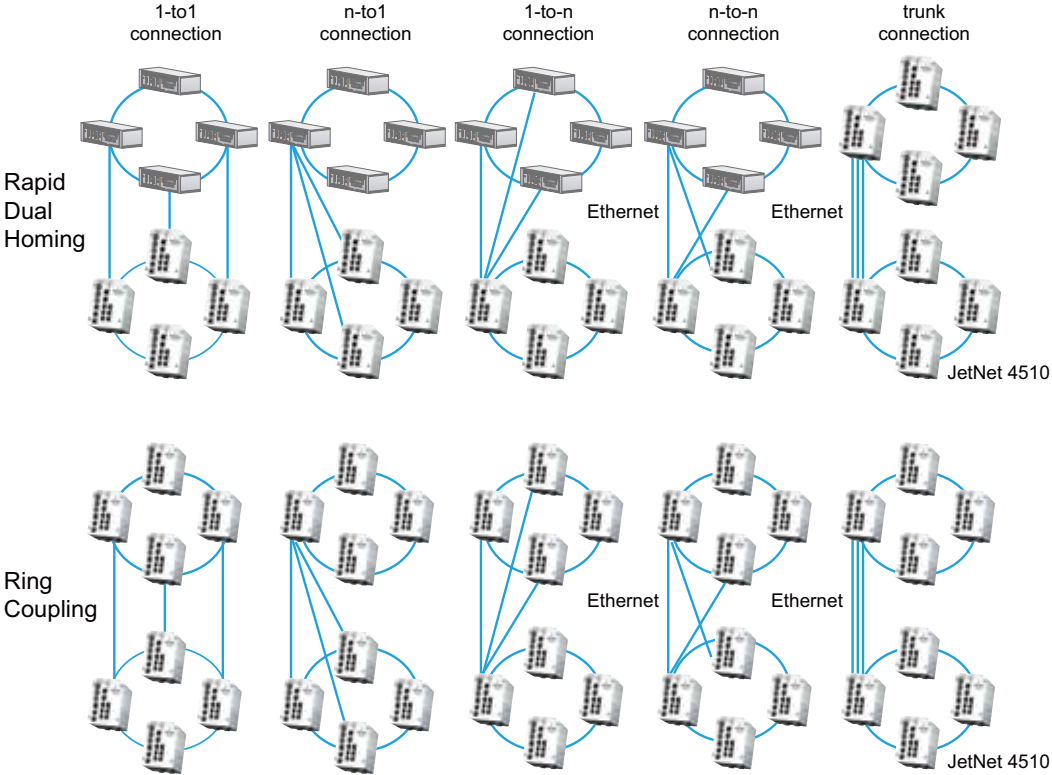 1-to1
connection
n-to1
connection
1-to-n
connection
n-to-n
connection
trunk
connection
Rapid
Dual
Homing
Ethernet
Ethernet
JetNet 4510
Ring
Coupling
Ethernet
Ethernet
JetNet 4510